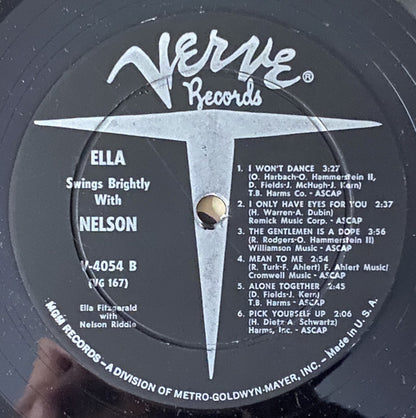 VERVE ®
Records
ELLA
Swings Brightly
With
NELSON
V-4054 B
(VG 167)
Ella Fitzgerald
with
Nelson Riddle
1. I WON'T DANCE 3:27
(O. Harbach-O. Hammerstein II,
D. Fields-J. McHugh-J. Kern)
T.B. Harms Co. - ASCAP
2. I ONLY HAVE EYES FOR YOU 2:37
(H. Warren-A. Dubin)
Remick Music Corp. - ASCAP
3. THE GENTLEMEN IS A DOPE 3:56
(R. Rodgers-O. Hammerstein II)
Williamson Music - ASCAP
4. MEAN TO ME 2:54
(R. Turk-F. Ahlert) F. Ahlert Music/
Cromwell Music - ASCAP
5. ALONE TOGETHER 2:45
(D. Fields-J. Kern)
T.B. Harms - ASCAP
6. PICK YOURSELF UP 2:06
(H. Dietz-A. Schwartz)
Harms, Inc. - ASCAP
MGM RECORDS - A DIVISION OF METRO-GOLDWYN-MAYER, INC. - Made in U.S.A.